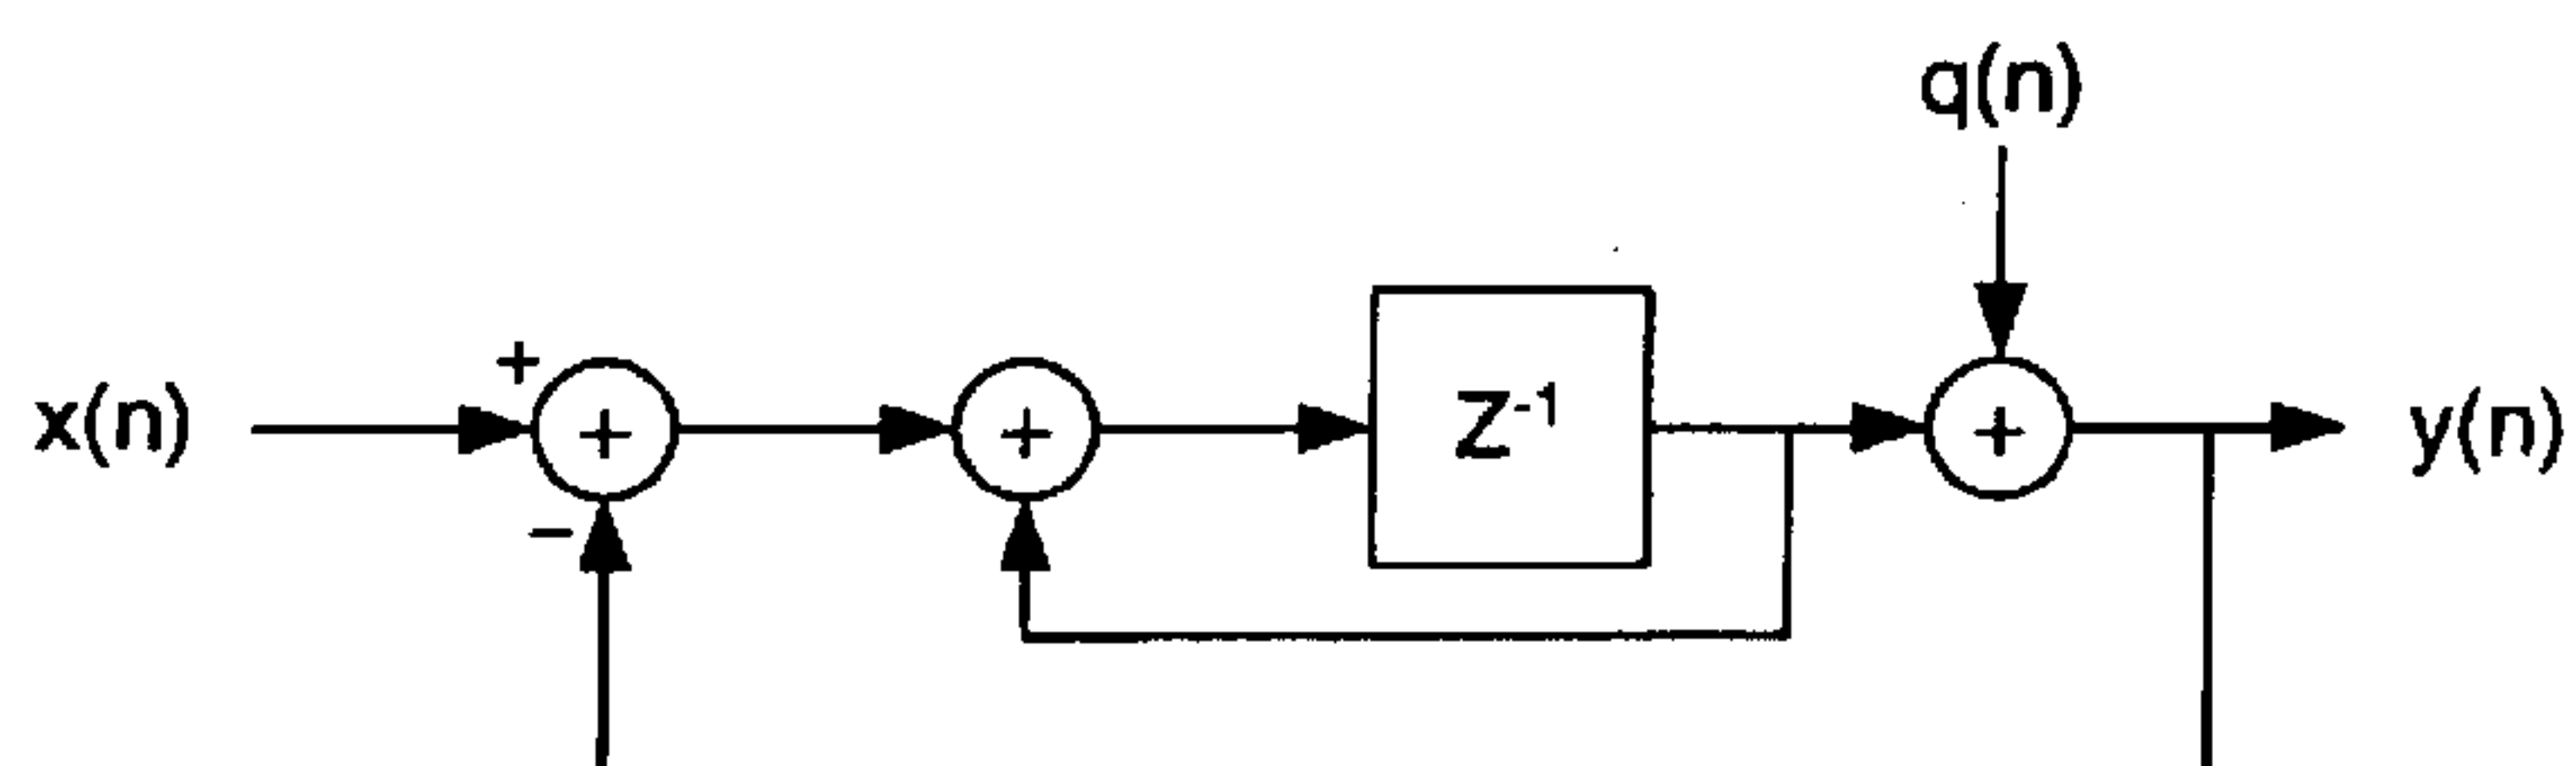 q(n)
+
x(n) + + Z-1 + y(n)
−